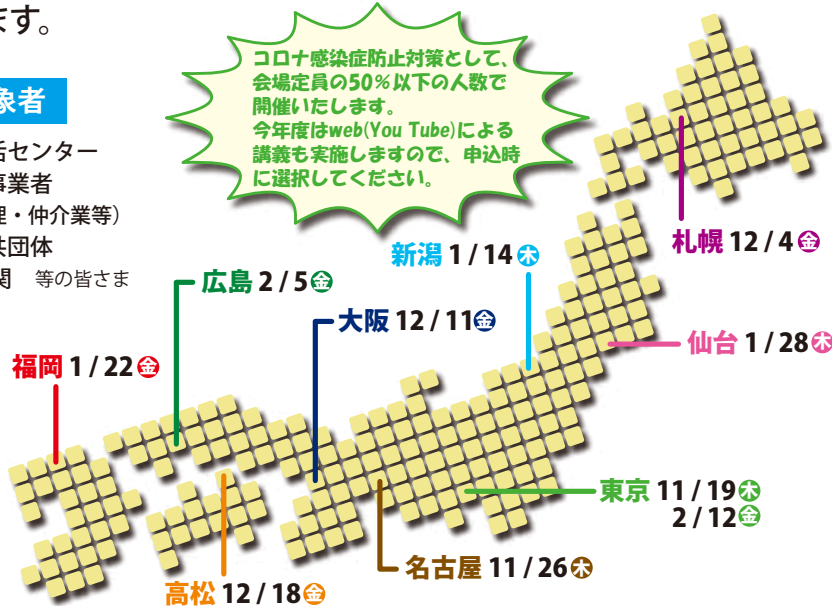 ます。
象者
活センター
事業者
理・仲介業等）
共団体
関　等の皆さま
コロナ感染症防止対策として、
会場定員の50％以下の人数で
開催いたします。
今年度はweb(You Tube)による
講義も実施しますので、申込時
に選択してください。
札幌 12 / 4 金
新潟 1 / 14 木
広島 2 / 5 金
大阪 12 / 11 金
仙台 1 / 28 木
福岡 1 / 22 金
東京 11 / 19 木
2 / 12 金
名古屋 11 / 26 木
高松 12 / 18 金